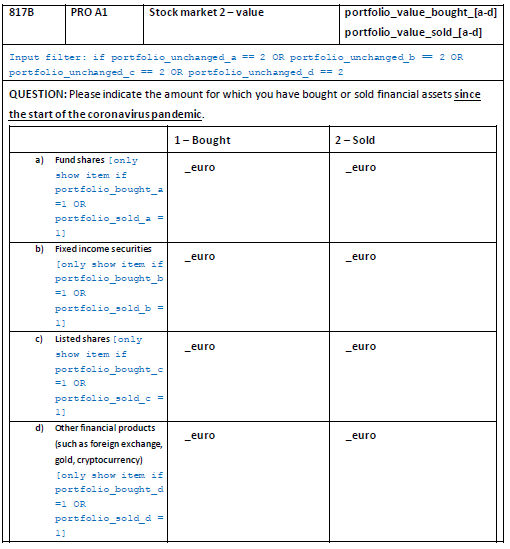 817B PRO A1 Stock market 2 – value portfolio_value_bought_[a-d]
portfolio_value_sold_[a-d]
Input filter: if portfolio_unchanged_a == 2 OR portfolio_unchanged_b == 2 OR
portfolio_unchanged_c == 2 OR portfolio_unchanged_d == 2
QUESTION: Please indicate the amount for which you have bought or sold financial assets since
the start of the coronavirus pandemic.
1 – Bought 2 – Sold
a) Fund shares [only _euro _euro
show item if
portfolio_bought_a
=1 OR
portfolio_sold_a =
1]
b) Fixed income securities _euro _euro
[only show item if
portfolio_bought_b
=1 OR
portfolio_sold_b =
1]
c) Listed shares [only _euro _euro
show item if
portfolio_bought_c
=1 OR
portfolio_sold_c =
1]
d) Other financial products _euro _euro
(such as foreign exchange,
gold, cryptocurrency)
[only show item if
portfolio_bought_d
=1 OR
portfolio_sold_d =
1]